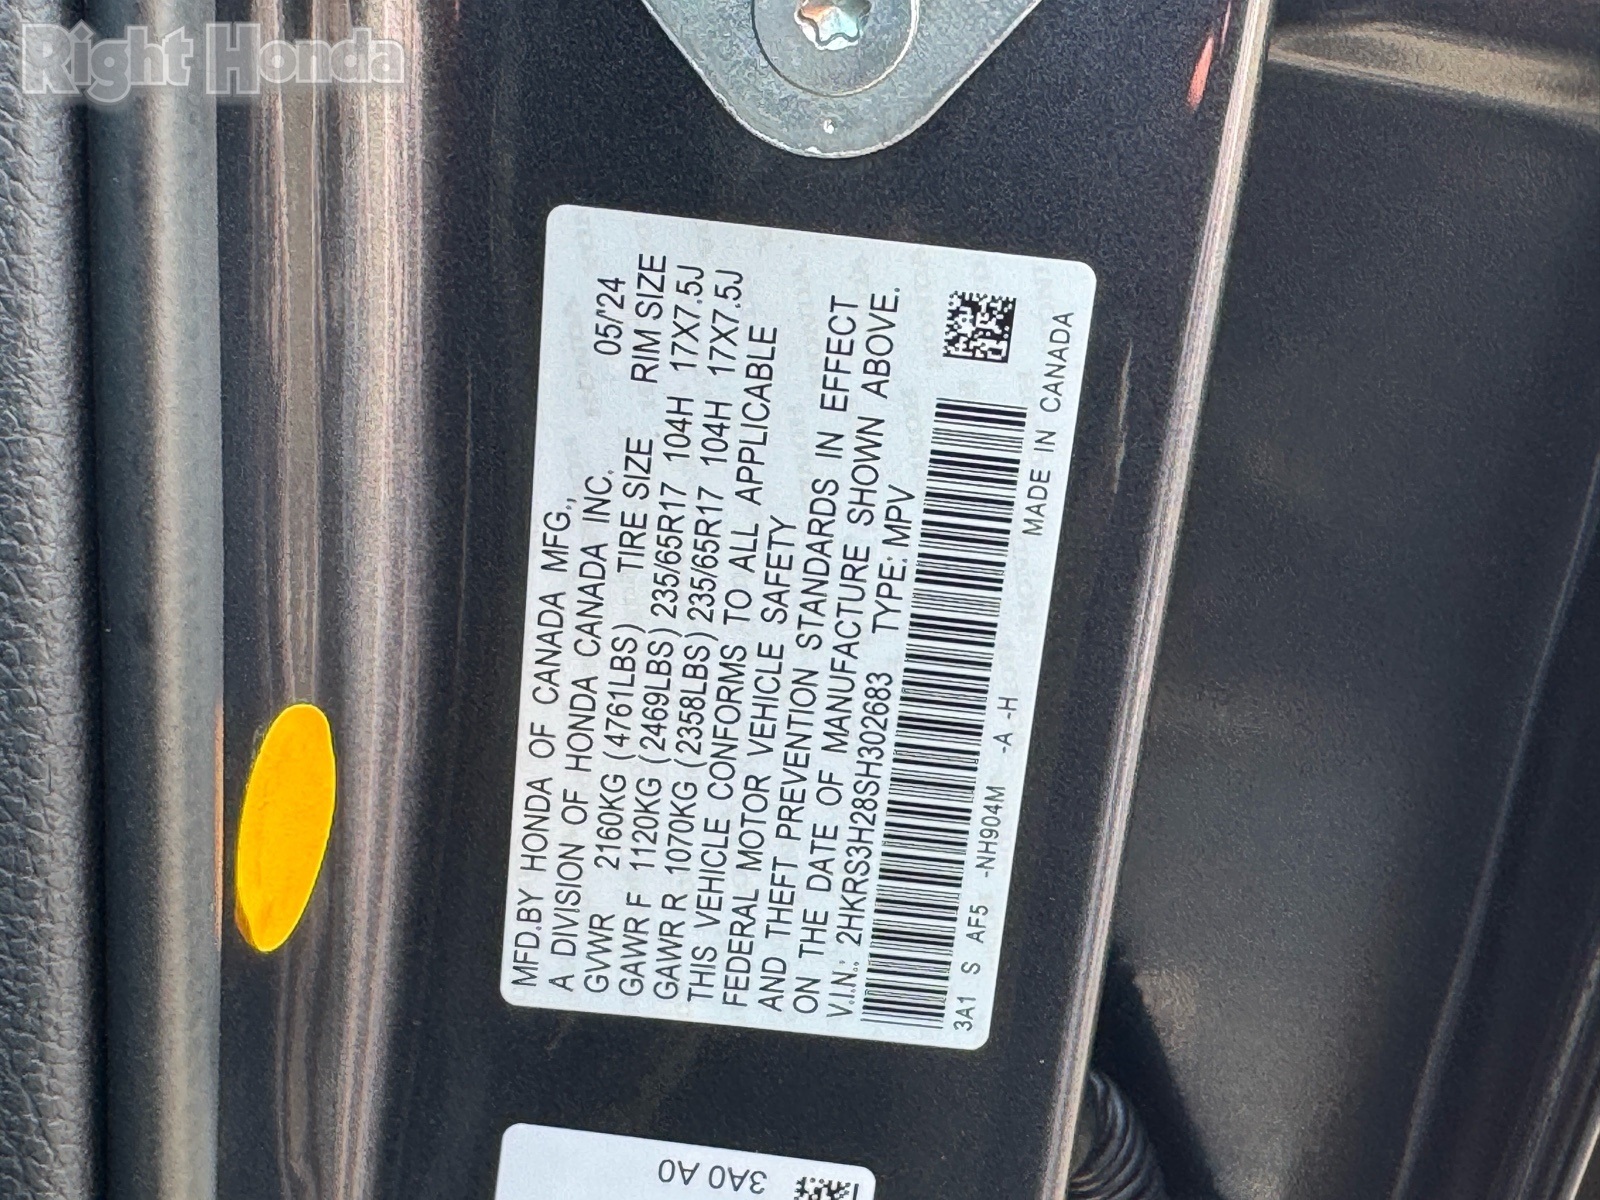 Right Honda
MFD.BY HONDA OF CANADA MFG.,
A DIVISION OF HONDA CANADA INC. 05/'24
GVWR 2160KG (4761LBS) TIRE SIZE RIM SIZE
GAWR F 1120KG (2469LBS) 235/65R17 104H 17X7.5J
GAWR R 1070KG (2358LBS) 235/65R17 104H 17X7.5J
THIS VEHICLE CONFORMS TO ALL APPLICABLE
FEDERAL MOTOR VEHICLE SAFETY
AND THEFT PREVENTION STANDARDS IN EFFECT
ON THE DATE OF MANUFACTURE SHOWN ABOVE.
V.I.N.: 2HKRS3H28SH302683 TYPE: MPV
3A1 S AF5 -NH904M -A -H
MADE IN CANADA
3A0 A0